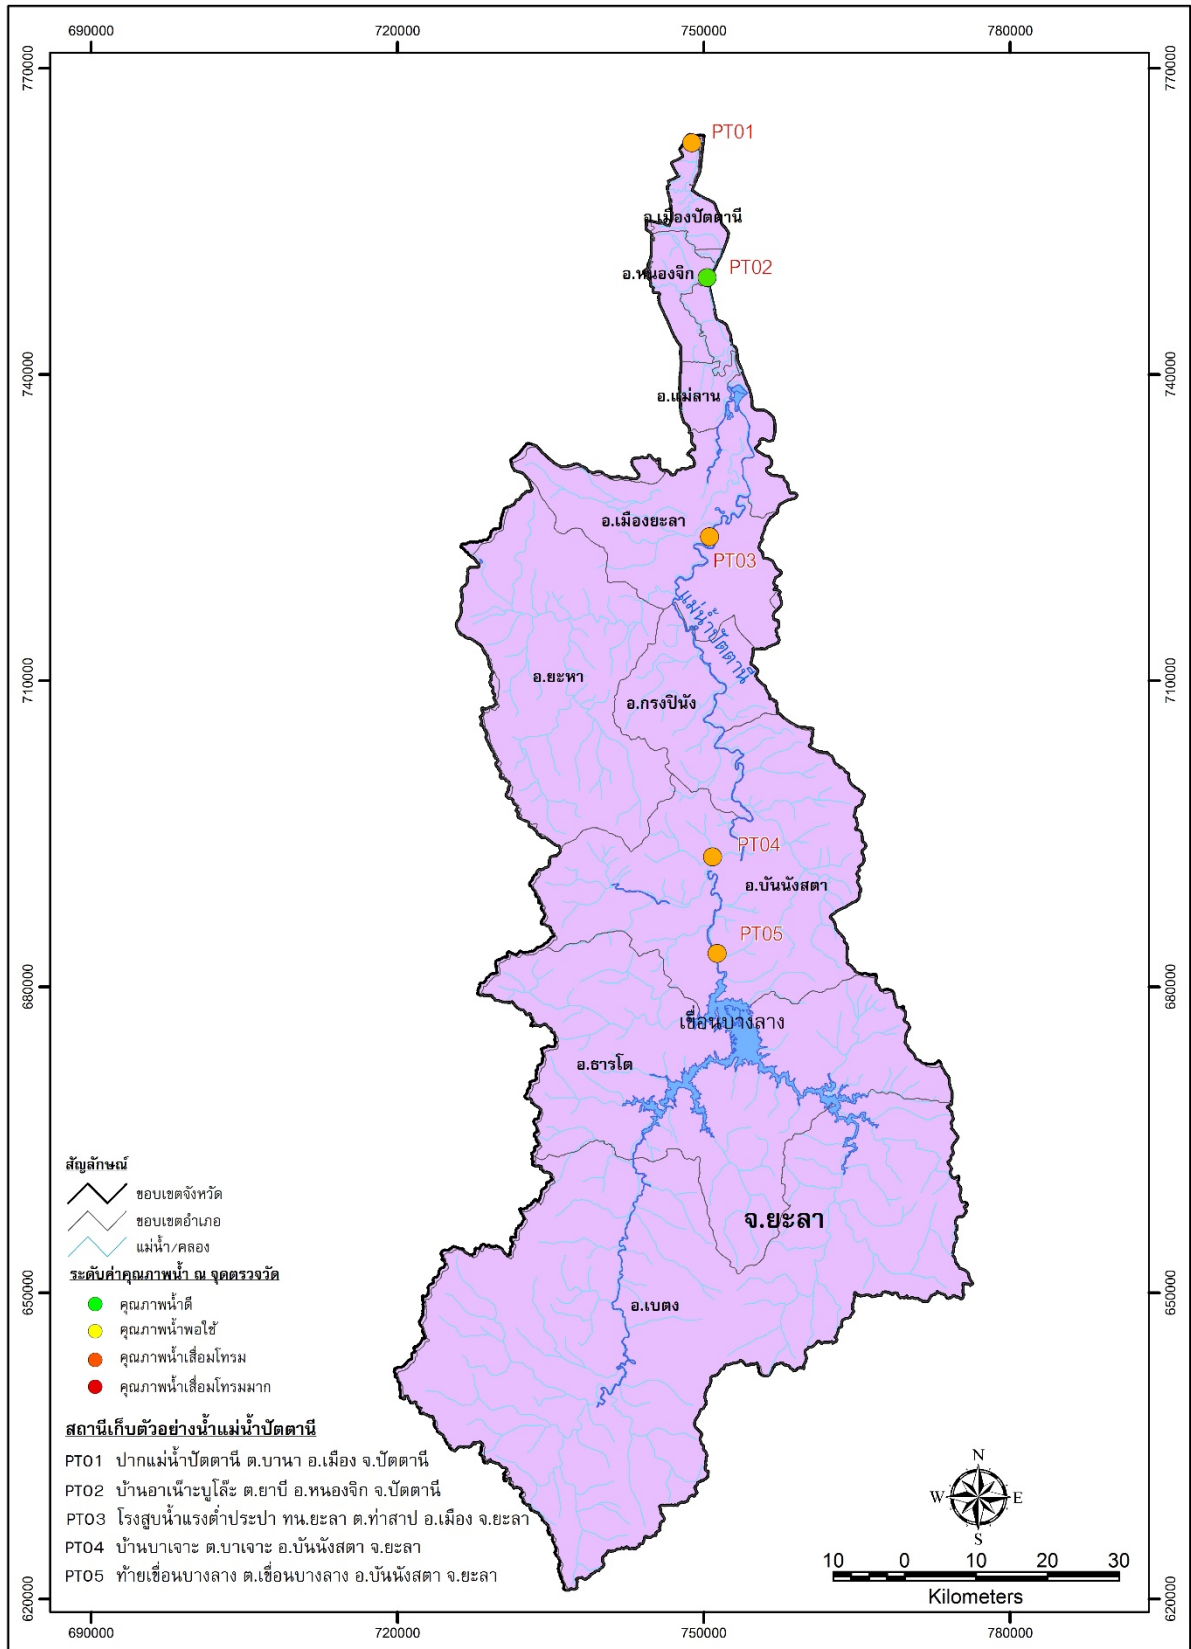 690000 720000 750000 780000
770000 770000
PT01
อ.เมืองปัตตานี
PT02
อ.หนองจิก
740000 740000
อ.แม่ลาน
อ.เมืองยะลา
PT03
แม่น้ำปัตตานี
710000 710000
อ.ยะหา
อ.กรงปินัง
PT04
อ.บันนังสตา
PT05
680000 680000
เขื่อนบางลาง
อ.ธารโต
จ.ยะลา
อ.เบตง
650000 650000
สัญลักษณ์
ขอบเขตจังหวัด
ขอบเขตอำเภอ
แม่น้ำ/คลอง
ระดับค่าคุณภาพน้ำ ณ จุดตรวจวัด
คุณภาพน้ำดี
คุณภาพน้ำพอใช้
คุณภาพน้ำเสื่อมโทรม
คุณภาพน้ำเสื่อมโทรมมาก
สถานีเก็บตัวอย่างน้ำแม่น้ำปัตตานี
PT01 ปากแม่น้ำปัตตานี ต.บานา อ.เมือง จ.ปัตตานี
PT02 บ้านอาเน๊าะบูโล๊ะ ต.ยาบี อ.หนองจิก จ.ปัตตานี
PT03 โรงสูบน้ำแรงต่ำประปา ทน.ยะลา ต.ท่าสาป อ.เมือง จ.ยะลา
PT04 บ้านบาเจาะ ต.บาเจาะ อ.บันนังสตา จ.ยะลา
PT05 ท้ายเขื่อนบางลาง ต.เขื่อนบางลาง อ.บันนังสตา จ.ยะลา
N
W E
S
10 0 10 20 30
Kilometers
620000 620000
690000 720000 750000 780000